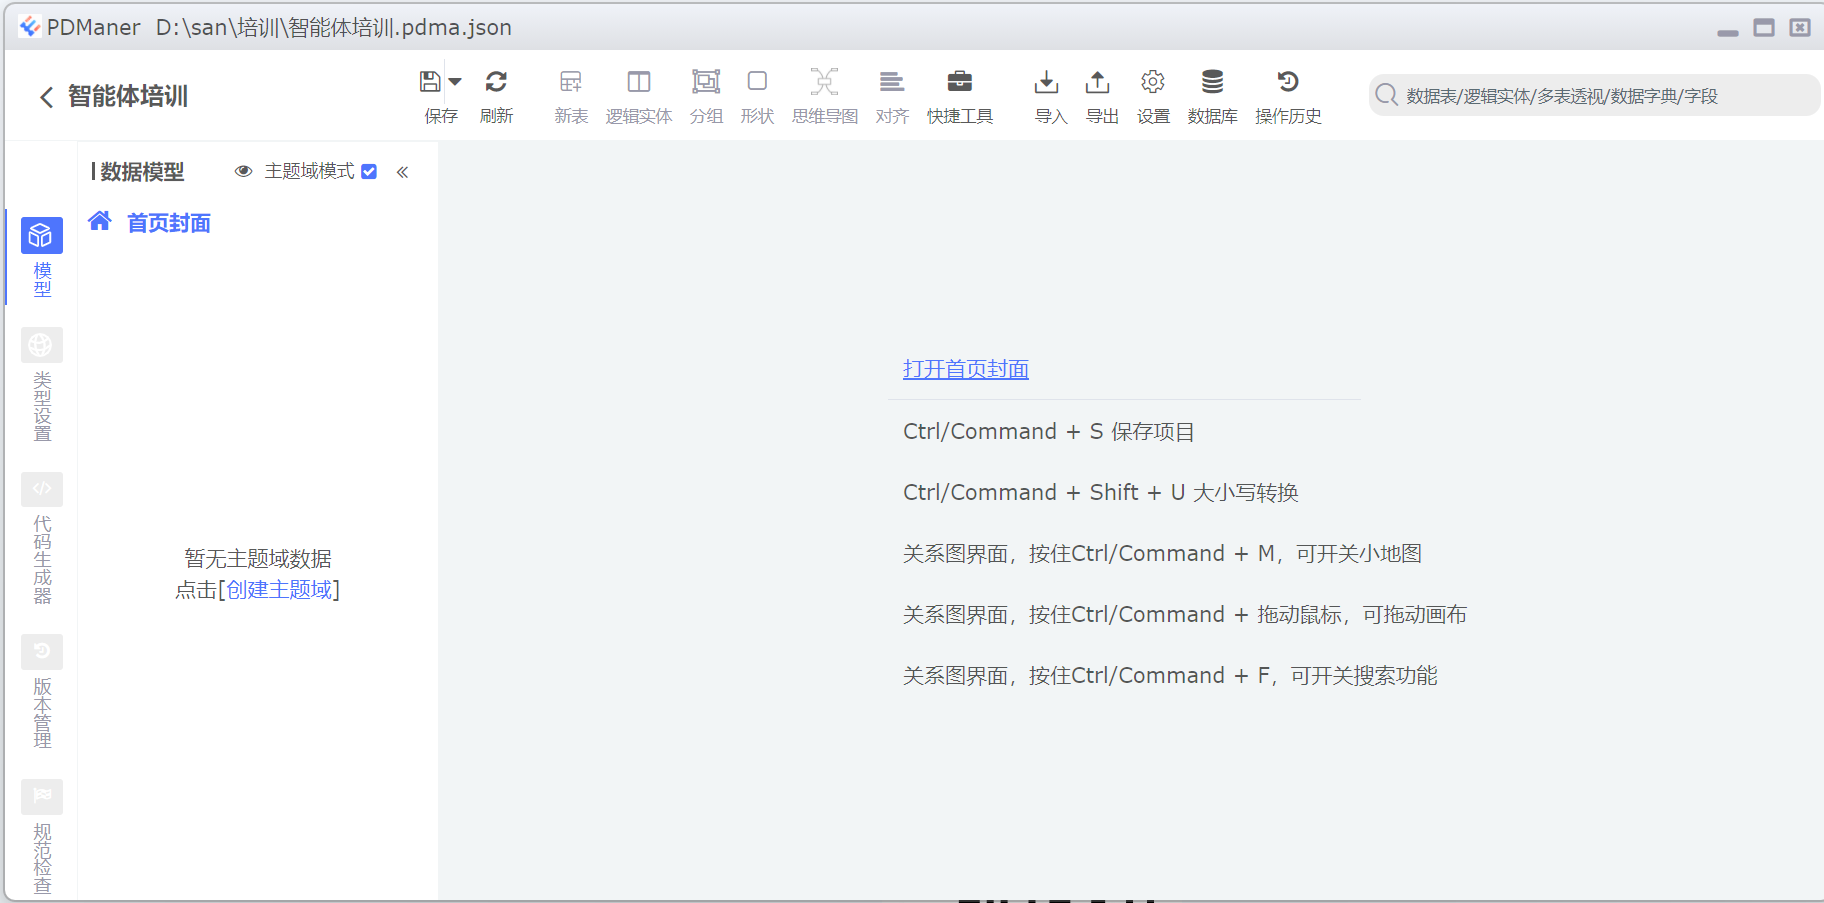 PDManer D:\san\培训\智能体培训.pdma.json
智能体培训
保存 刷新 新表 逻辑实体 分组 形状 思维导图 对齐 快捷工具 导入 导出 设置 数据库 操作历史
数据表/逻辑实体/多表透视/数据字典/字段
模型
类型设置
代码生成器
版本管理
规范检查
数据模型 主题域模式
首页封面
暂无主题域数据
点击[创建主题域]
打开首页封面
Ctrl/Command + S 保存项目
Ctrl/Command + Shift + U 大小写转换
关系图界面，按住Ctrl/Command + M，可开关小地图
关系图界面，按住Ctrl/Command + 拖动鼠标，可拖动画布
关系图界面，按住Ctrl/Command + F，可开关搜索功能